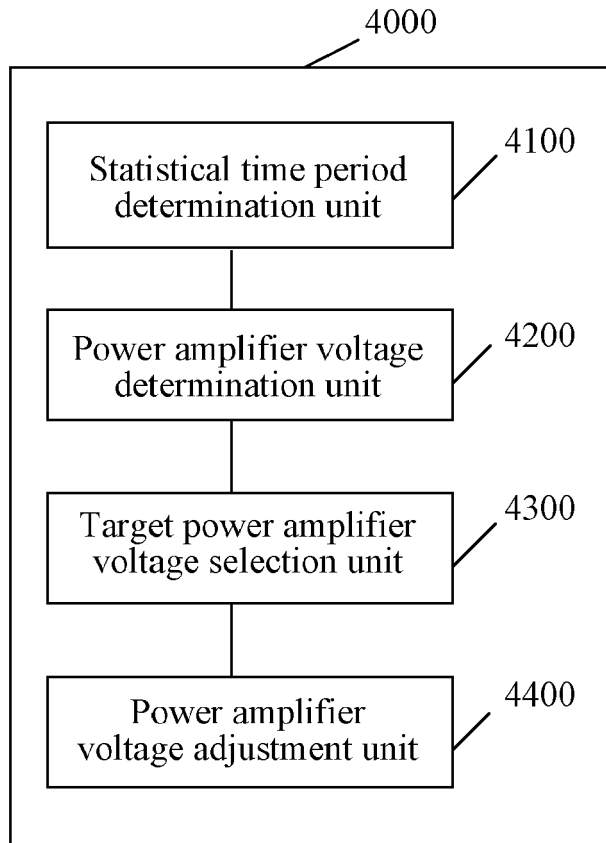 4000
Statistical time period
determination unit
4100
Power amplifier voltage
determination unit
4200
Target power amplifier
voltage selection unit
4300
Power amplifier
voltage adjustment unit
4400